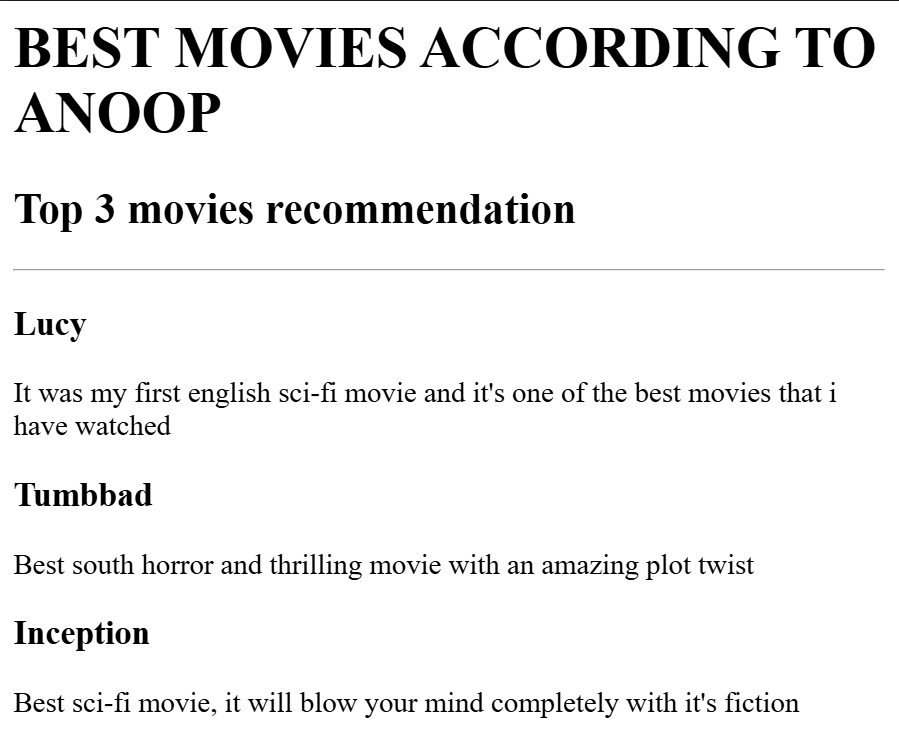 BEST MOVIES ACCORDING TO
ANOOP
Top 3 movies recommendation
Lucy
It was my first english sci-fi movie and it's one of the best movies that i
have watched
Tumbbad
Best south horror and thrilling movie with an amazing plot twist
Inception
Best sci-fi movie, it will blow your mind completely with it's fiction